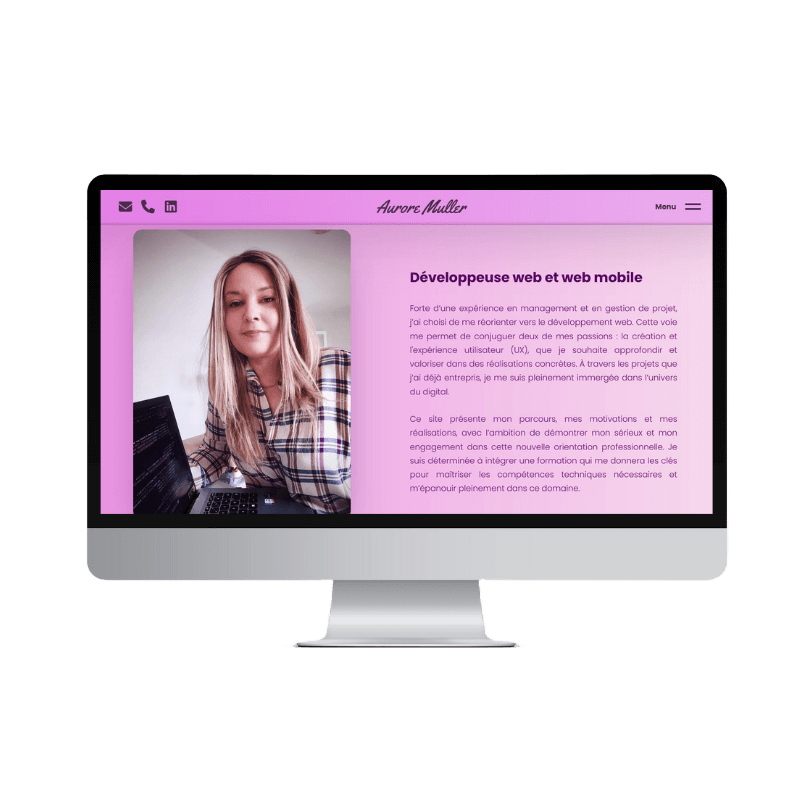 Aurore Muller
Menu
Développeuse web et web mobile
Forte d'une expérience en management et en gestion de projet,
j'ai choisi de me réorienter vers le développement web. Cette voie
me permet de conjuguer deux de mes passions : la création et
l'expérience utilisateur (UX), que je souhaite approfondir et
valoriser dans des réalisations concrètes. À travers les projets que
j'ai déjà entrepris, je me suis pleinement immergée dans l'univers
du digital.
Ce site présente mon parcours, mes motivations et mes
réalisations, avec l'ambition de démontrer mon sérieux et mon
engagement dans cette nouvelle orientation professionnelle. Je
suis déterminée à intégrer une formation qui me donnera les clés
pour maîtriser les compétences techniques nécessaires et
m'épanouir pleinement dans ce domaine.